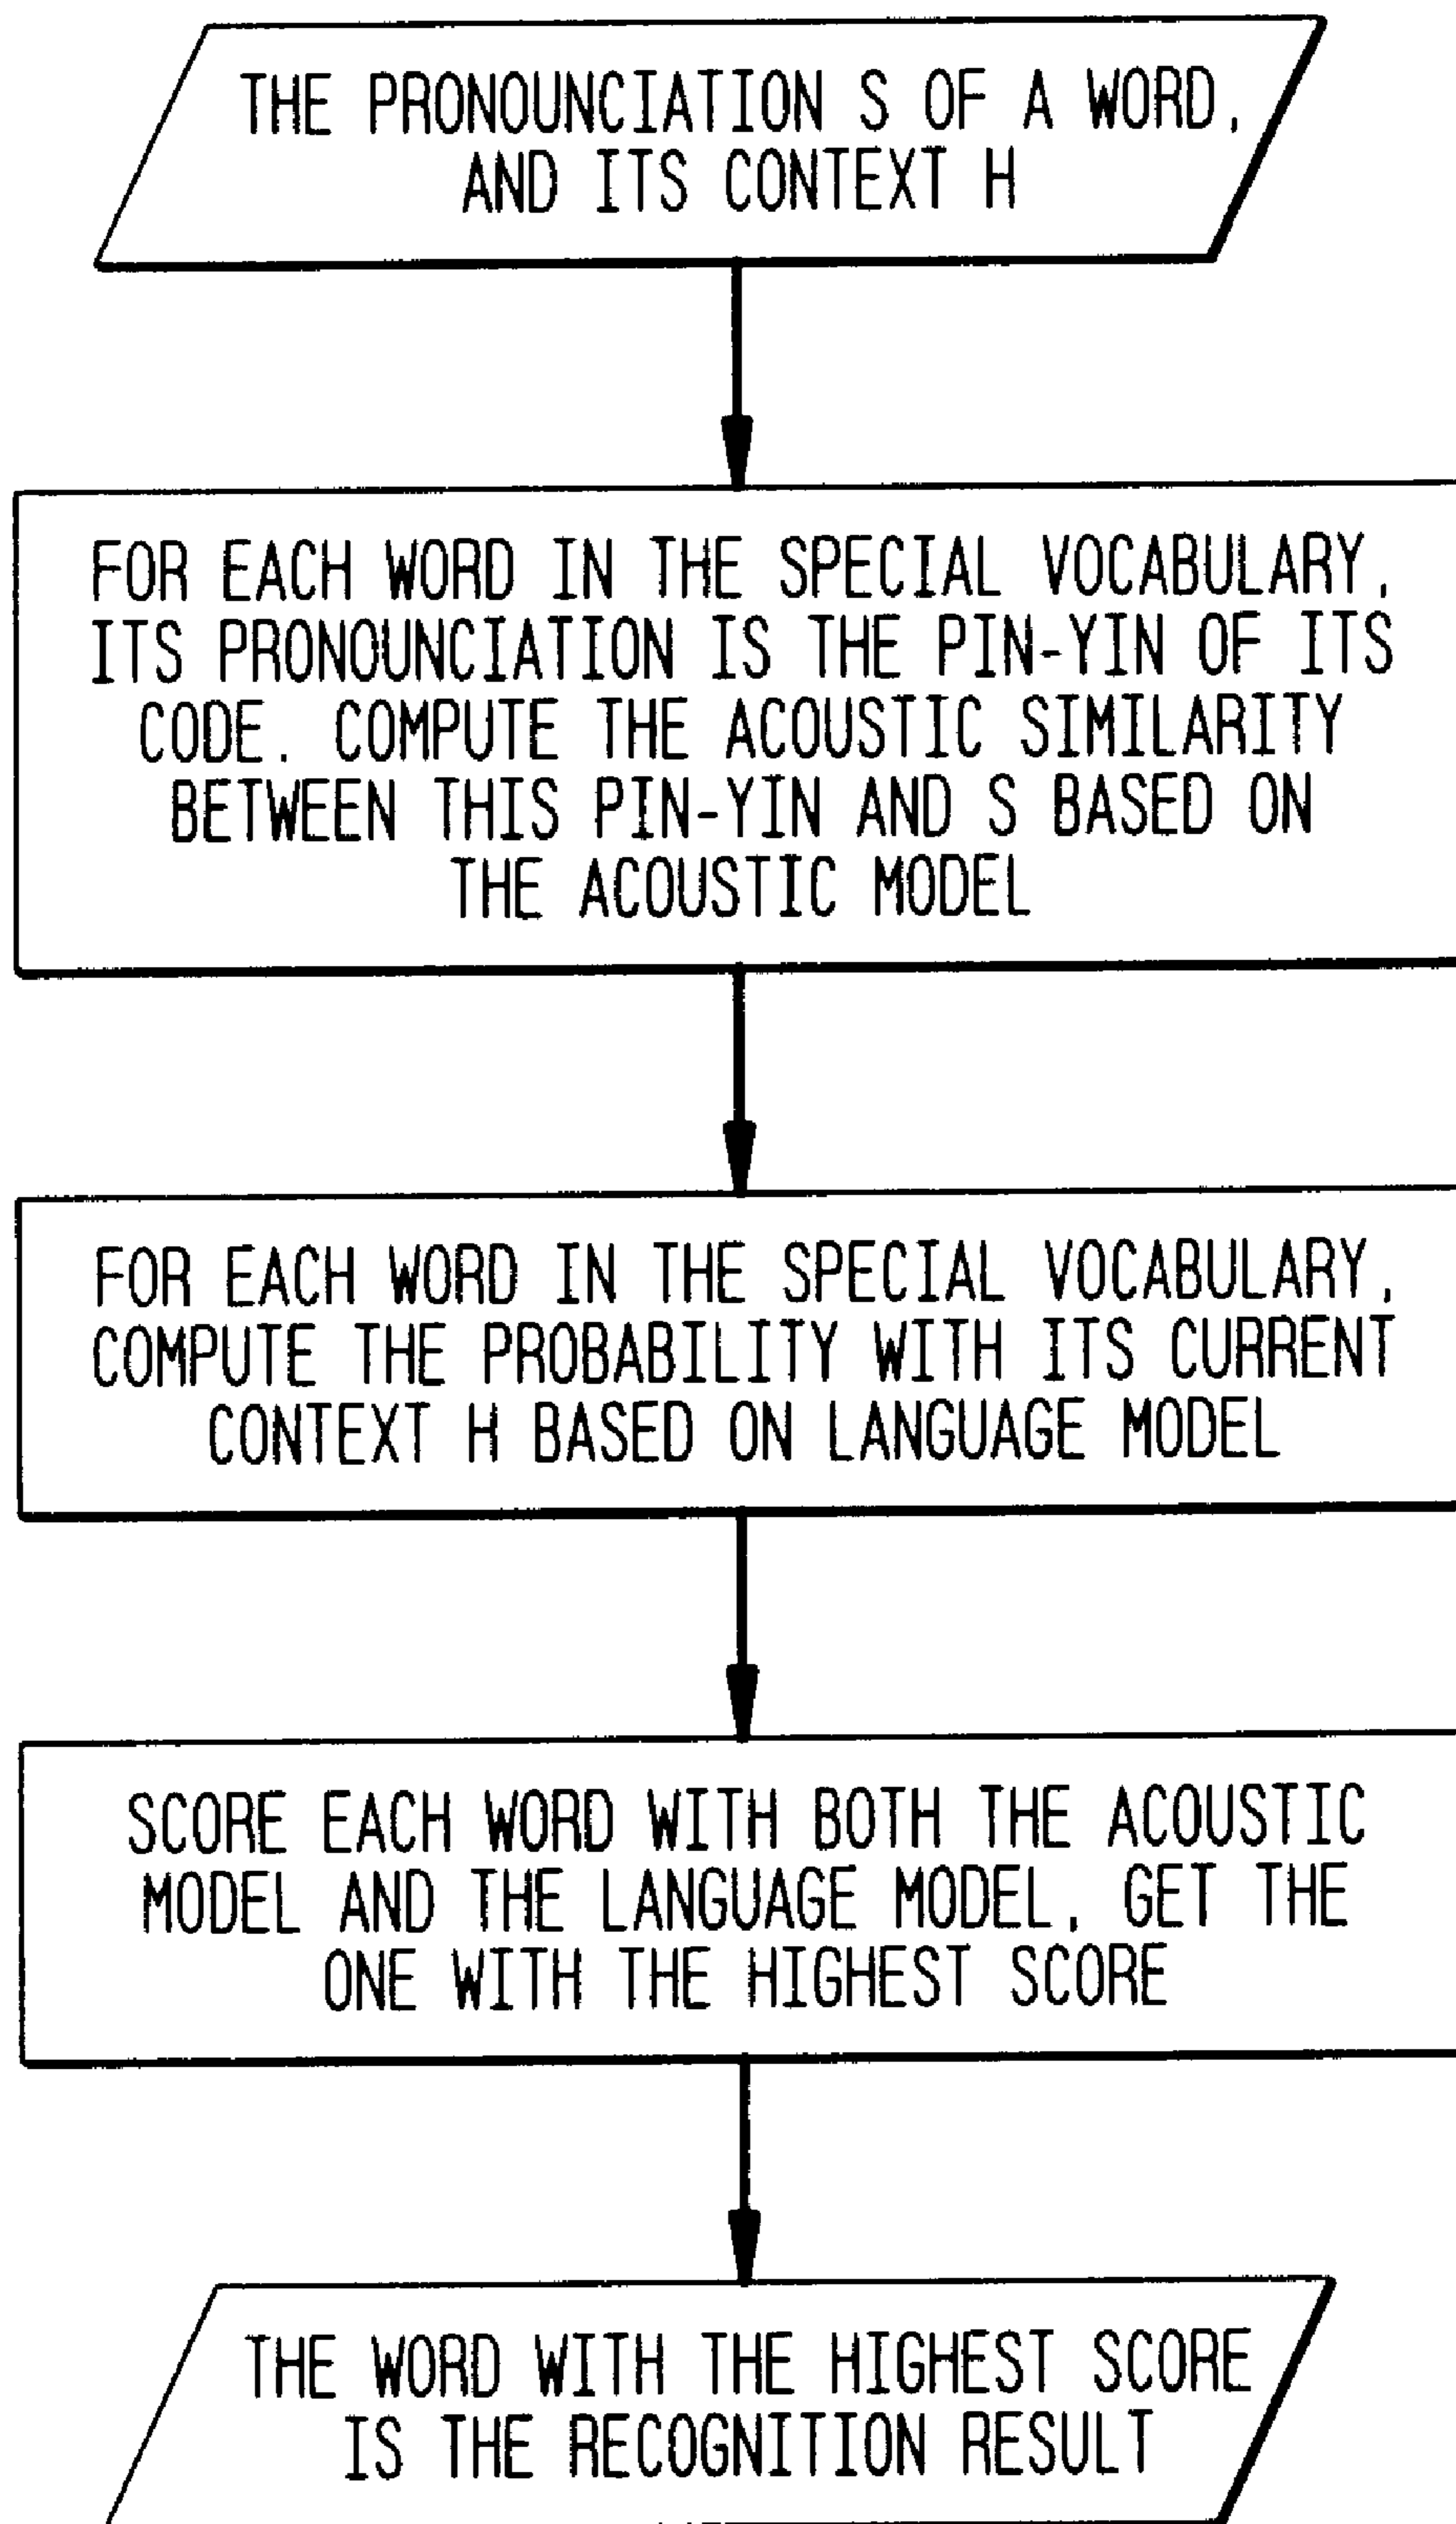 THE PRONOUNCIATION S OF A WORD,
AND ITS CONTEXT H
FOR EACH WORD IN THE SPECIAL VOCABULARY,
ITS PRONOUNCIATION IS THE PIN-YIN OF ITS
CODE. COMPUTE THE ACOUSTIC SIMILARITY
BETWEEN THIS PIN-YIN AND S BASED ON
THE ACOUSTIC MODEL
FOR EACH WORD IN THE SPECIAL VOCABULARY,
COMPUTE THE PROBABILITY WITH ITS CURRENT
CONTEXT H BASED ON LANGUAGE MODEL
SCORE EACH WORD WITH BOTH THE ACOUSTIC
MODEL AND THE LANGUAGE MODEL, GET THE
ONE WITH THE HIGHEST SCORE
THE WORD WITH THE HIGHEST SCORE
IS THE RECOGNITION RESULT